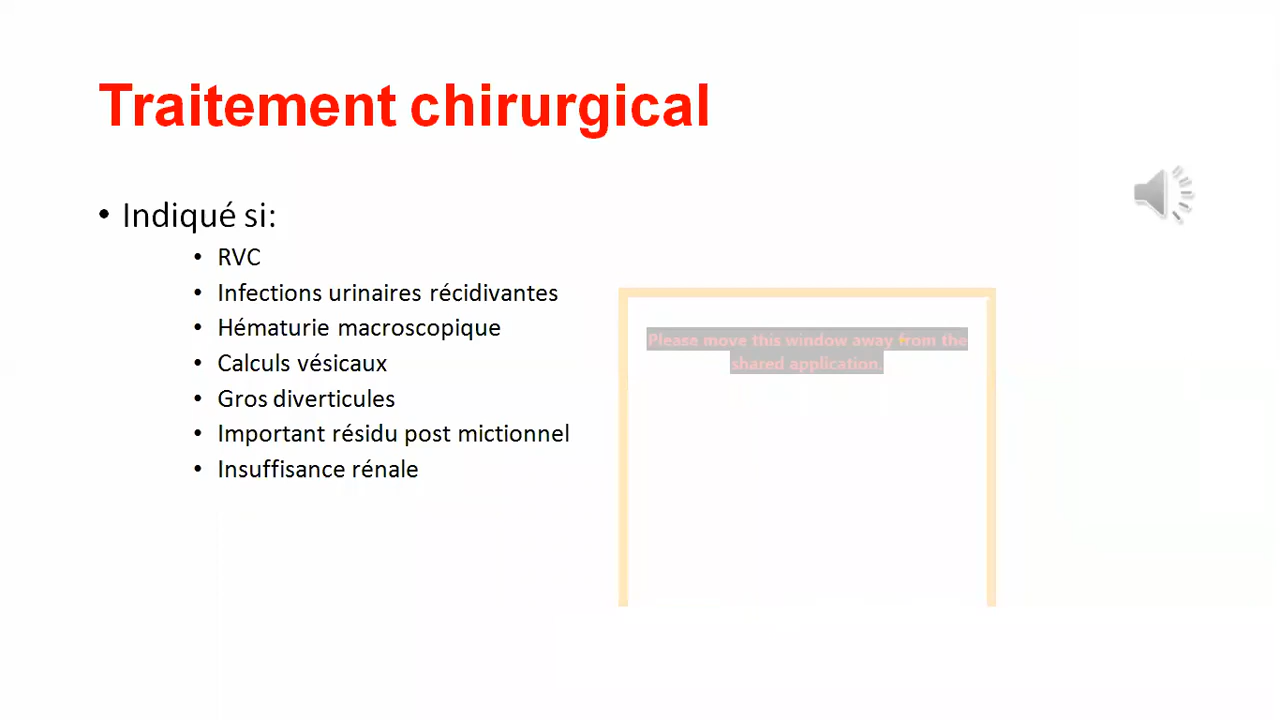 Traitement chirurgical
• Indiqué si:
• RVC
• Infections urinaires récidivantes
• Hématurie macroscopique
• Calculs vésicaux
• Gros diverticules
• Important résidu post mictionnel
• Insuffisance rénale
Please move this window away from the
shared application.